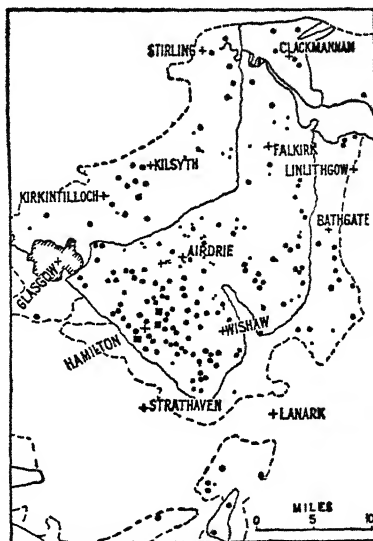 STIRLING
CLACKMANNAN
FALKIRK
KILSYTH
LINLITHGOW
KIRKINTILLOCH
BATHGATE
AIRDRIE
GLASGOW
WISHAW
HAMILTON
STRATHAVEN
LANARK
MILES
0 5 10